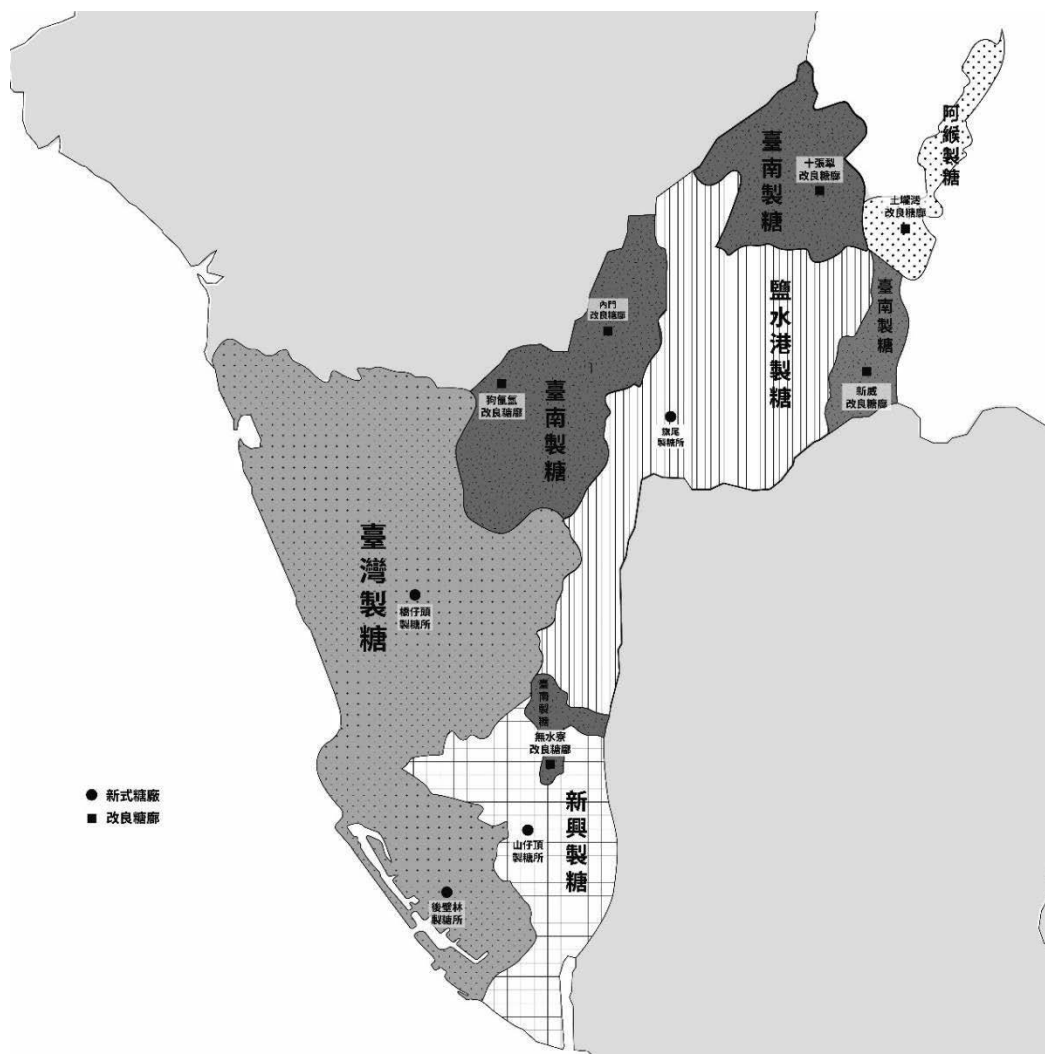 阿緱製糖
臺南製糖
十張犁
改良糖廍
土壠灣
改良糖廍
鹽水港製糖
臺南製糖
內門
改良糖廍
新威
改良糖廍
狗氳氤
改良糖廍
臺南製糖
旗尾
製糖所
臺灣製糖
橋仔頭
製糖所
臺南製糖
無水寮
改良糖廍
新興製糖
新式糖廠
改良糖廍
山仔頂
製糖所
後壁林
製糖所